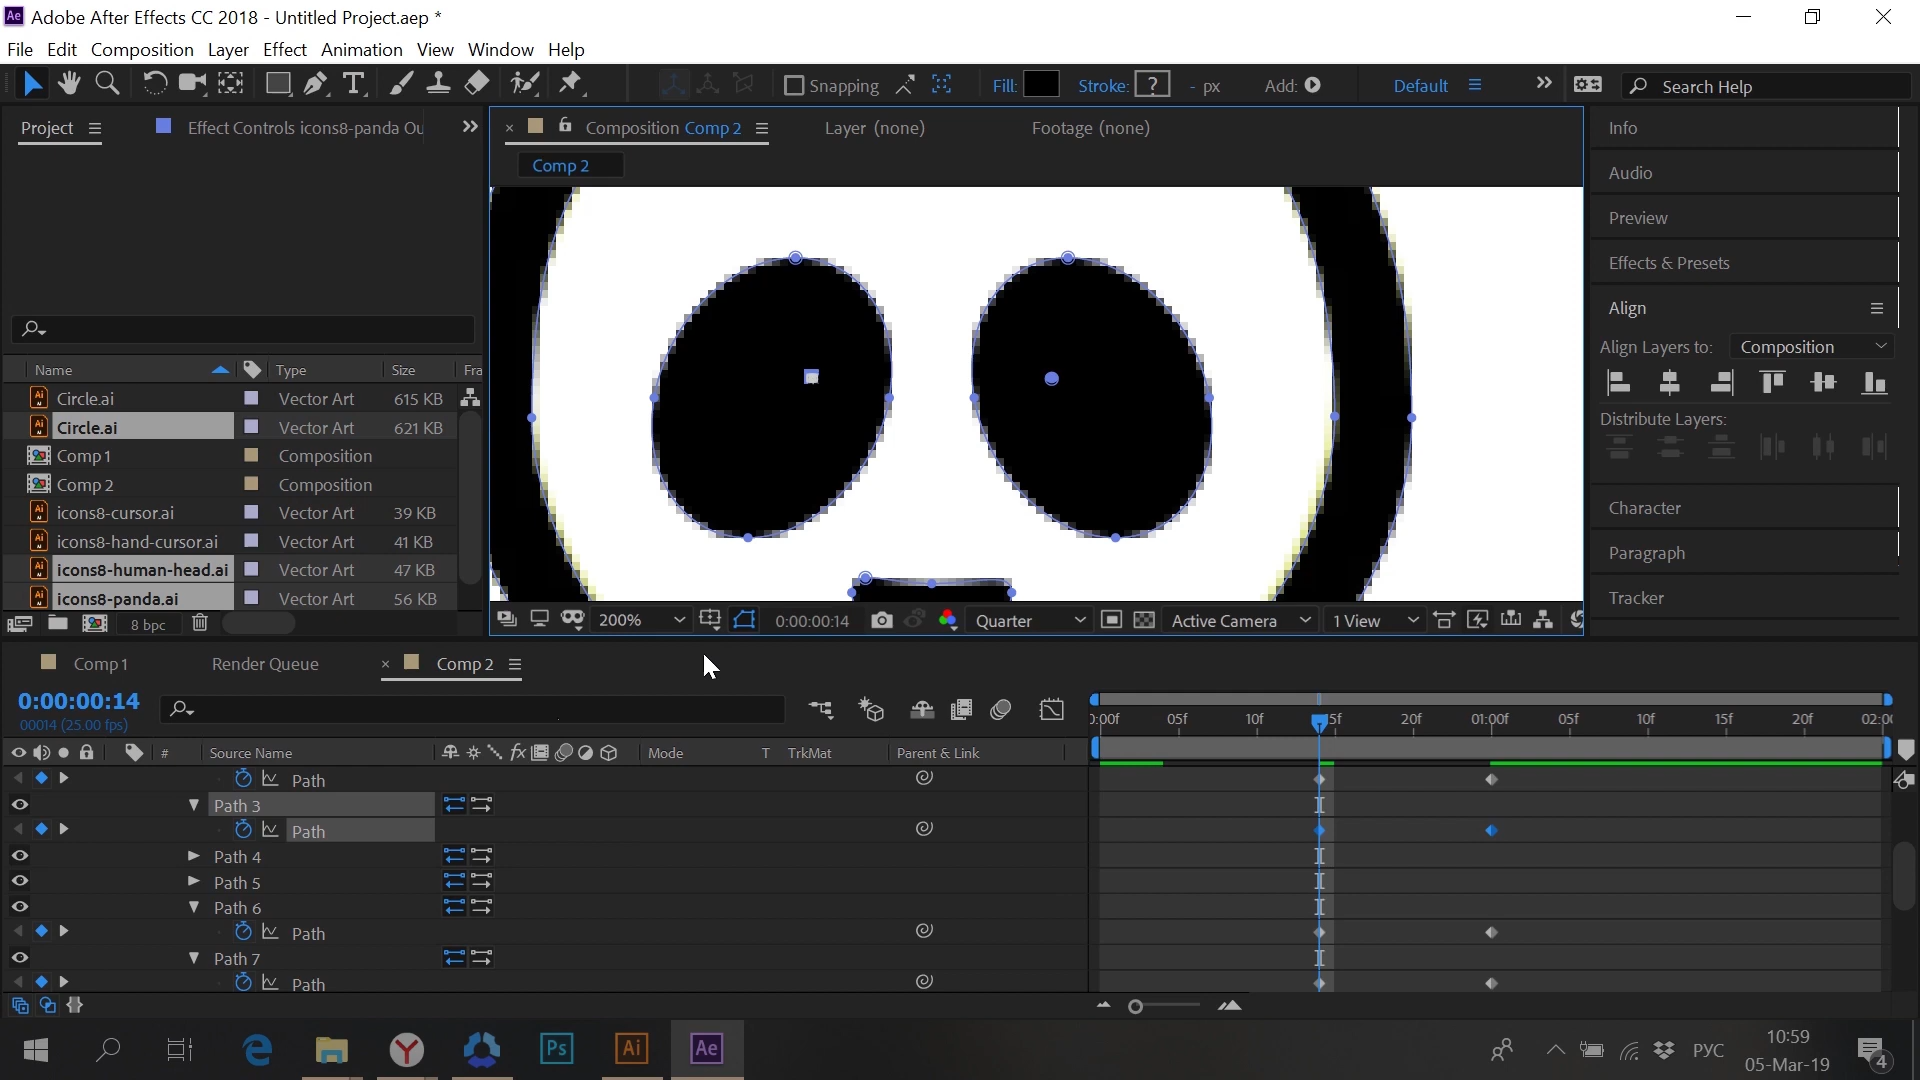 Ae Adobe After Effects CC 2018 - Untitled Project.aep *
File Edit Composition Layer Effect Animation View Window Help
Snapping Fill: Stroke: ? - px Add: Default Search Help
Project Effect Controls icons8-panda Ou
Composition Comp 2 Layer (none) Footage (none)
Comp 2
Info
Audio
Preview
Effects & Presets
Align
Align Layers to: Composition
Distribute Layers:
Character
Paragraph
Tracker
Name Type Size Fra
Circle.ai Vector Art 615 KB
Circle.ai Vector Art 621 KB
Comp 1 Composition
Comp 2 Composition
icons8-cursor.ai Vector Art 39 KB
icons8-hand-cursor.ai Vector Art 41 KB
icons8-human-head.ai Vector Art 47 KB
icons8-panda.ai Vector Art 56 KB
8 bpc
200% 0:00:00:14 Quarter Active Camera 1 View
Comp 1 Render Queue Comp 2
0:00:00:14
00014 (25.00 fps)
0:00f 05f 10f 5f 20f 01:00f 05f 10f 15f 20f 02:00
# Source Name fx Mode T TrkMat Parent & Link
Path
Path 3
Path
Path 4
Path 5
Path 6
Path
Path 7
Path
Ps Ai Ae
РУС
10:59
05-Mar-19
4